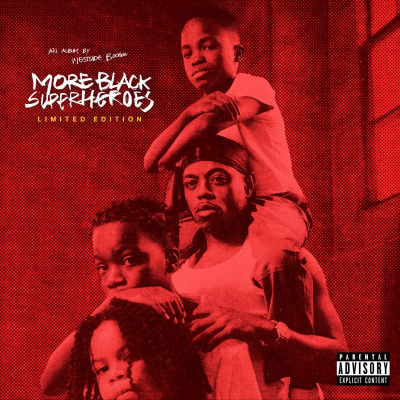 AN ALBUM BY
WESTSIDE BOOGIE
MORE BLACK
SUPERHEROES
LIMITED EDITION
PARENTAL
ADVISORY
EXPLICIT CONTENT